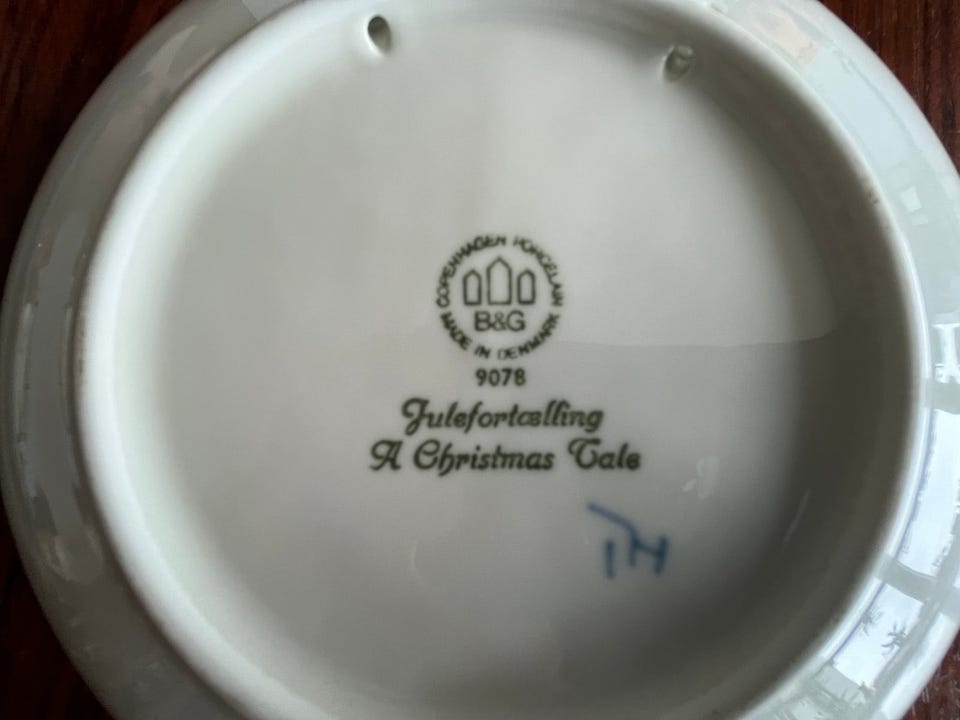 COPENHAGEN PORCELAIN
B&G
MADE IN DENMARK
9078
Julefortælling
A Christmas Tale